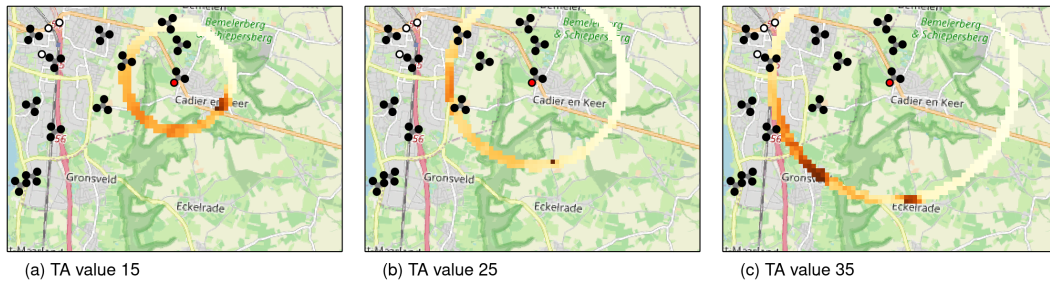 Bemelerberg
& Schiepersberg
Cadier en Keer
56
Gronsveld
Eckelrade
(a) TA value 15
Bemelerberg
& Schiepersberg
Cadier en Keer
56
Gronsveld
Eckelrade
(b) TA value 25
Bemelerberg
& Schiepersberg
Cadier en Keer
56
Gronsveld
Eckelrade
(c) TA value 35